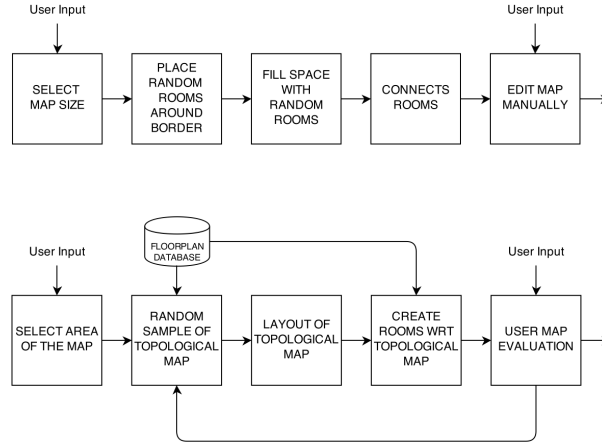 User Input
User Input
SELECT
MAP SIZE
PLACE
RANDOM
ROOMS
AROUND
BORDER
FILL SPACE
WITH
RANDOM
ROOMS
CONNECTS
ROOMS
EDIT MAP
MANUALLY
User Input
FLOORPLAN
DATABASE
User Input
SELECT AREA
OF THE MAP
RANDOM
SAMPLE OF
TOPOLOGICAL
MAP
LAYOUT OF
TOPOLOGICAL
MAP
CREATE
ROOMS WRT
TOPOLOGICAL
MAP
USER MAP
EVALUATION